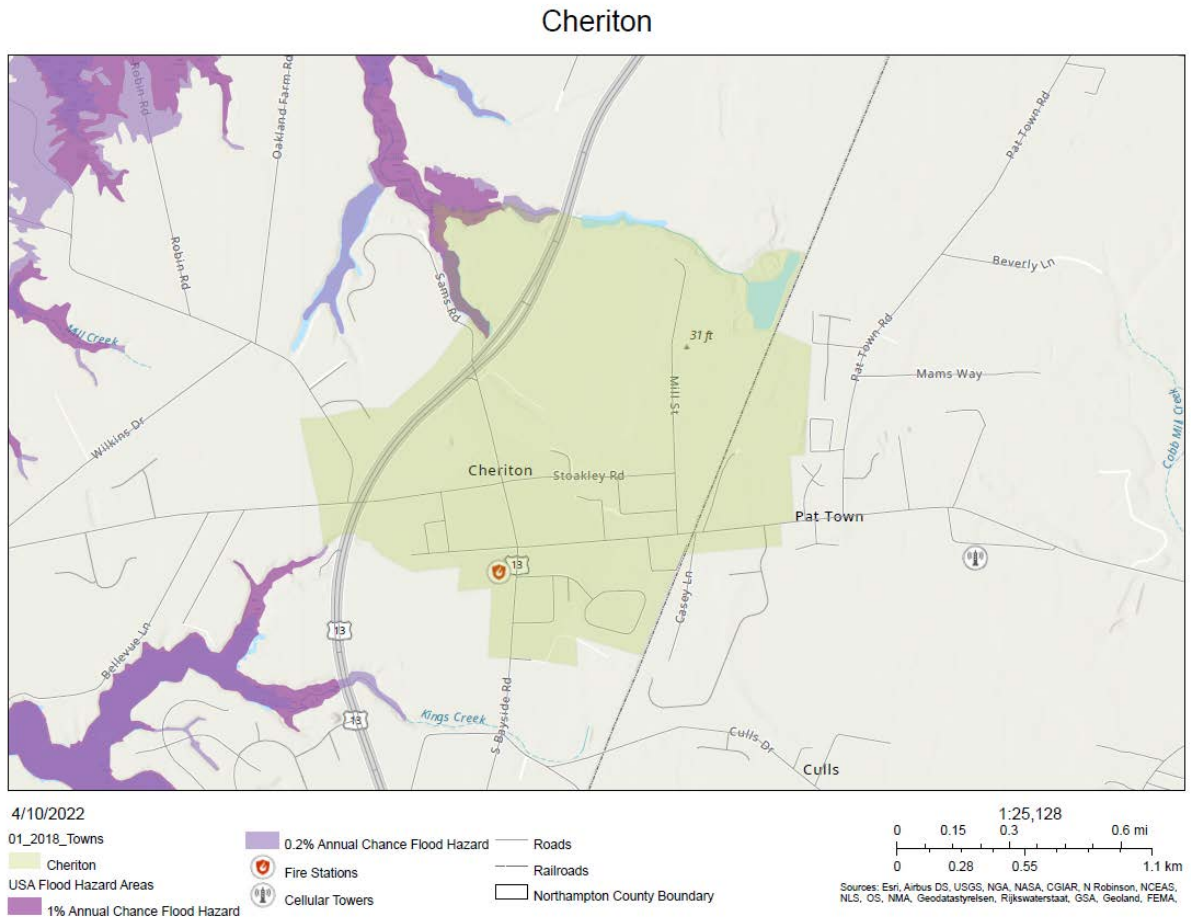 Cheriton
Robin Rd
Oakland Farm Rd
Pat Town Rd
Robin Rd
Sams Rd
Beverly Ln
Mill Creek
31 ft
Pat Town Rd
Mams Way
Mill St
Cobb Mill Creek
Wilkins Dr
Cheriton
Stoakley Rd
Pat Town
13
Casey Ln
13
Bellevue Ln
13
Kings Creek
S Bayside Rd
Culls Dr
Culls
4/10/2022
01_2018_Towns
Cheriton
USA Flood Hazard Areas
1% Annual Chance Flood Hazard
0.2% Annual Chance Flood Hazard
Fire Stations
Cellular Towers
Roads
Railroads
Northampton County Boundary
1:25,128
0 0.15 0.3 0.6 mi
0 0.28 0.55 1.1 km
Sources: Esri, Airbus DS, USGS, NGA, NASA, CGIAR, N Robinson, NCEAS,
NLS, OS, NMA, Geodatastyrelsen, Rijkswaterstaat, GSA, Geoland, FEMA,